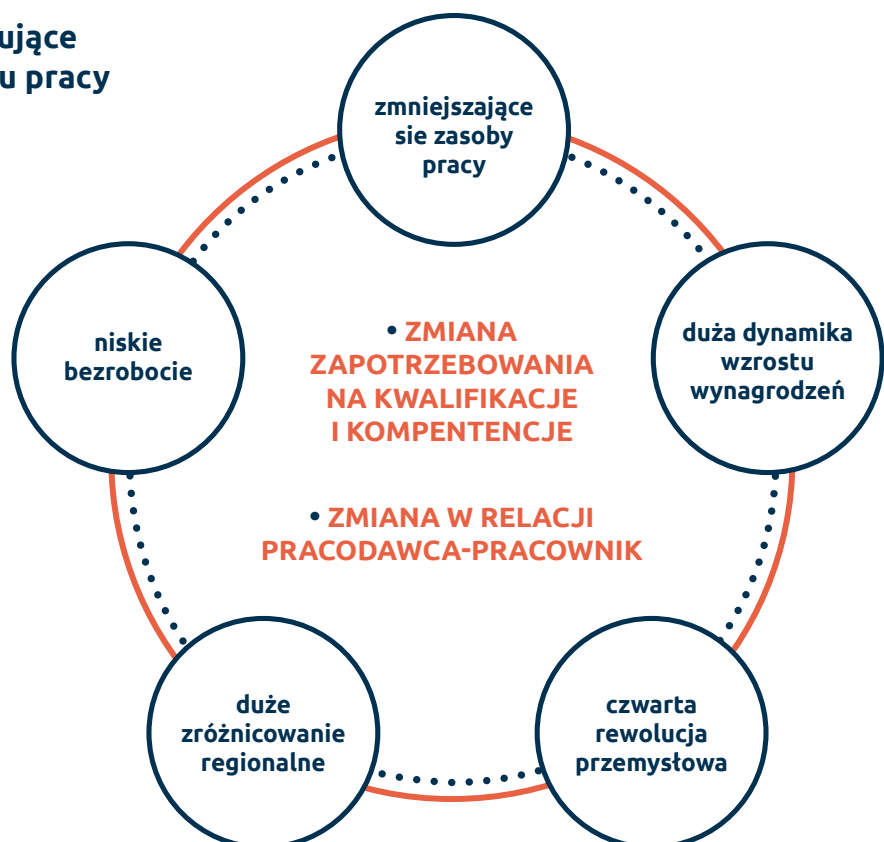 ujące
u pracy
zmniejszające
sie zasoby
pracy
niskie
bezrobocie
• ZMIANA
ZAPOTRZEBOWANIA
NA KWALIFIKACJE
I KOMPENTENCJE
duża dynamika
wzrostu
wynagrodzeń
• ZMIANA W RELACJI
PRACODAWCA-PRACOWNIK
duże
zróżnicowanie
regionalne
czwarta
rewolucja
przemysłowa